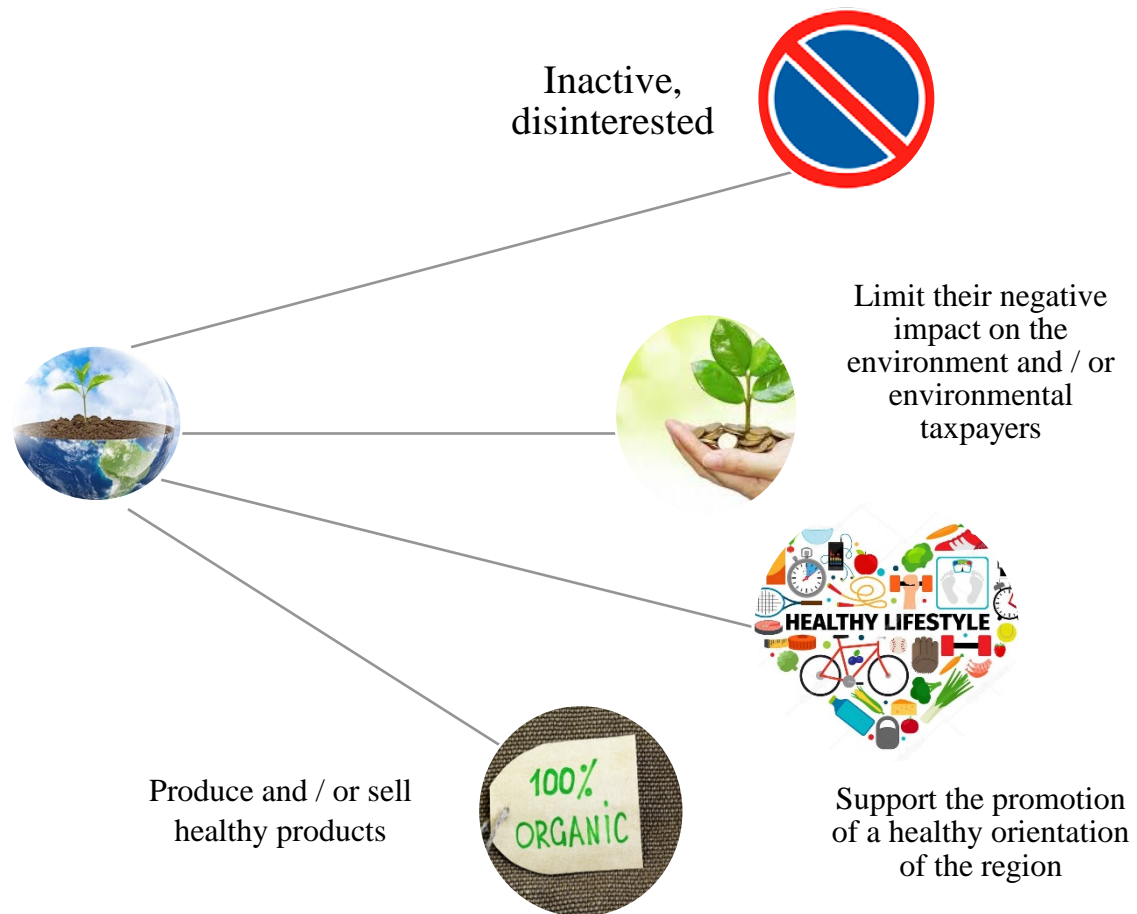 Inactive,
disinterested
Limit their negative
impact on the
environment and / or
environmental
taxpayers
HEALTHY LIFESTYLE
Produce and / or sell
healthy products
100%
ORGANIC
Support the promotion
of a healthy orientation
of the region